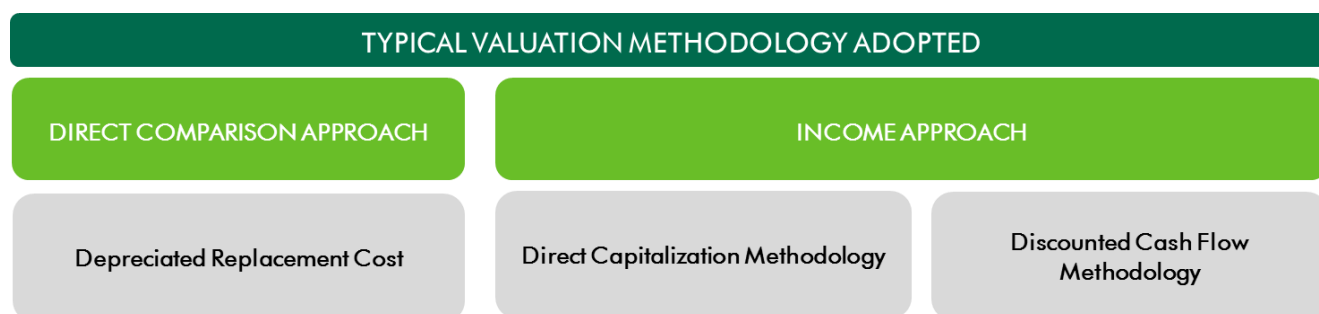 TYPICAL VALUATION METHODOLOGY ADOPTED
DIRECT COMPARISON APPROACH
INCOME APPROACH
Depreciated Replacement Cost
Direct Capitalization Methodology
Discounted Cash Flow
Methodology